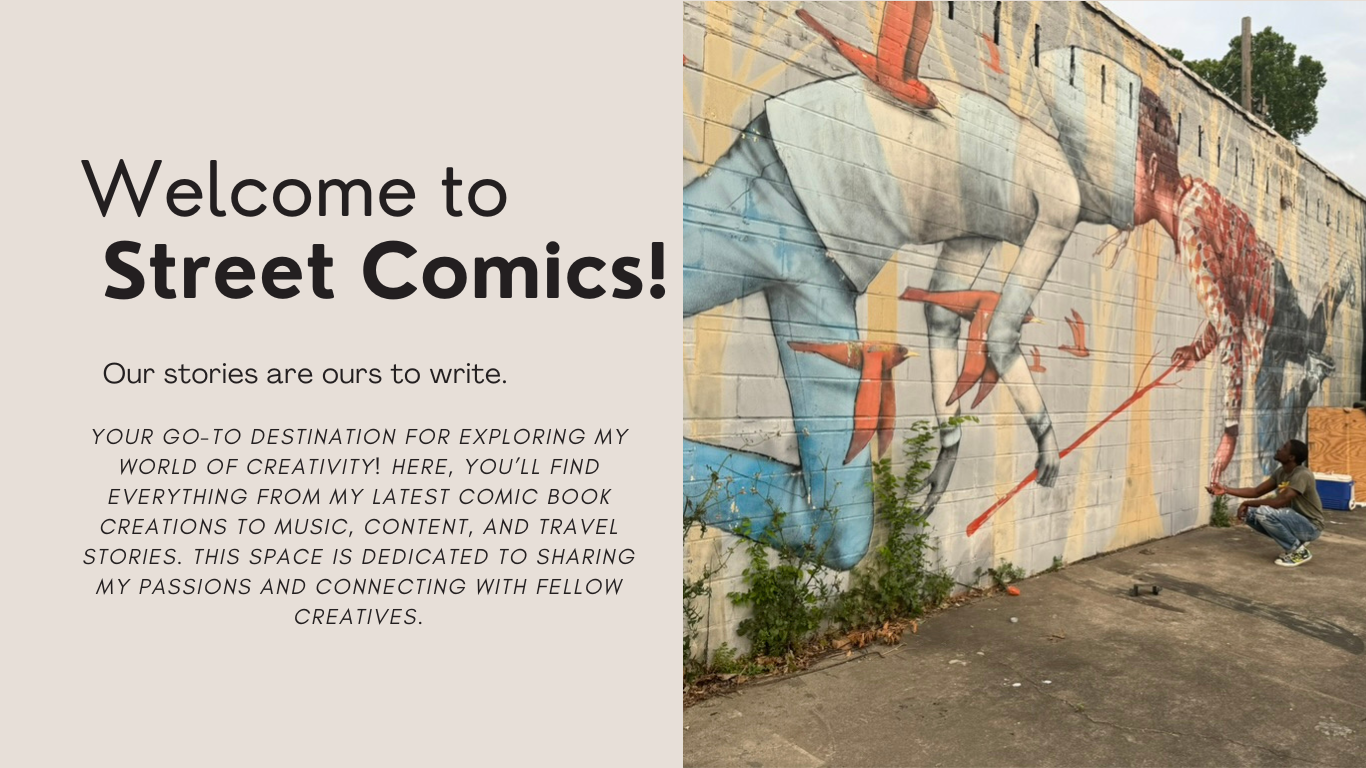 Welcome to
Street Comics!
Our stories are ours to write.
YOUR GO-TO DESTINATION FOR EXPLORING MY
WORLD OF CREATIVITY! HERE, YOU’LL FIND
EVERYTHING FROM MY LATEST COMIC BOOK
CREATIONS TO MUSIC, CONTENT, AND TRAVEL
STORIES. THIS SPACE IS DEDICATED TO SHARING
MY PASSIONS AND CONNECTING WITH FELLOW
CREATIVES.